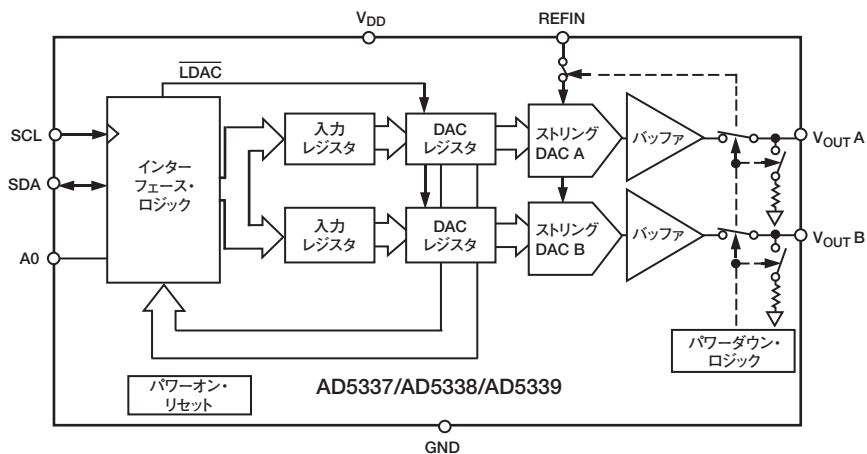 VDD
REFIN
LDAC
SCL
SDA
A0
インター
フェース・
ロジック
入力
レジスタ
DAC
レジスタ
ストリング
DAC A
バッファ
VOUT A
入力
レジスタ
DAC
レジスタ
ストリング
DAC B
バッファ
VOUT B
パワーダウン・
ロジック
パワーオン・
リセット
AD5337/AD5338/AD5339
GND